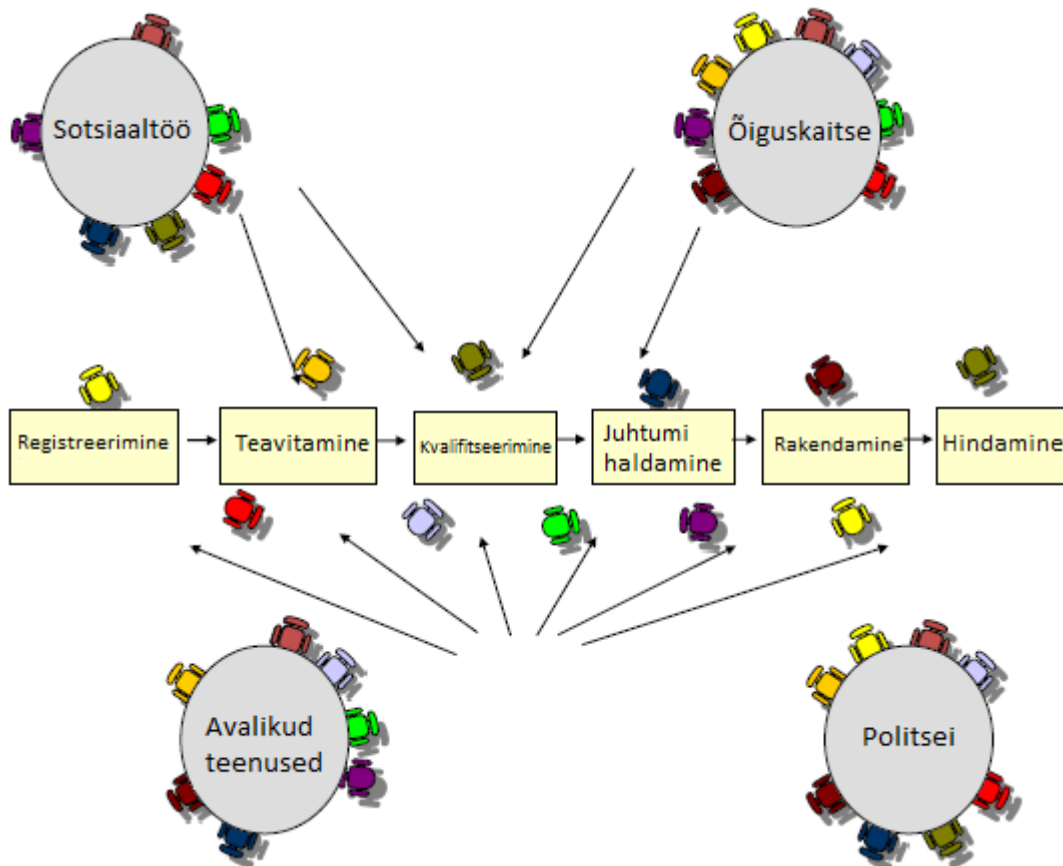 Sotsiaaltöö
Õiguskaitse
Registreerimine
Teavitamine
Kvalifitseerimine
Juhtumi
haldamine
Rakendamine
Hindamine
Avalikud
teenused
Politsei